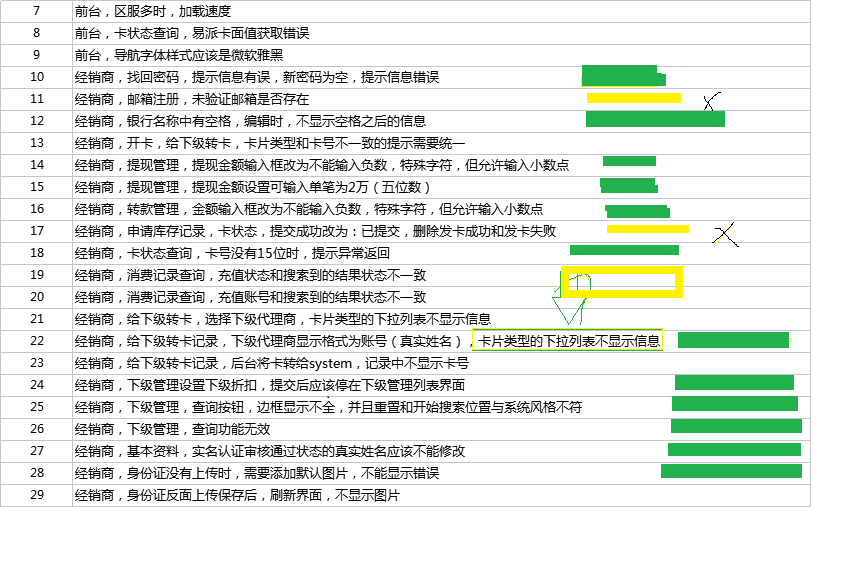 7 前台，区服多时，加载速度
8 前台，卡状态查询，易派卡面值获取错误
9 前台，导航字体样式应该是微软雅黑
10 经销商，找回密码，提示信息有误，新密码为空，提示信息错误
11 经销商，邮箱注册，未验证邮箱是否存在
12 经销商，银行名称中有空格，编辑时，不显示空格之后的信息
13 经销商，开卡，给下级转卡，卡片类型和卡号不一致的提示需要统一
14 经销商，提现管理，提现金额输入框改为不能输入负数，特殊字符，但允许输入小数点
15 经销商，提现管理，提现金额设置可输入单笔为2万（五位数）
16 经销商，转款管理，金额输入框改为不能输入负数，特殊字符，但允许输入小数点
17 经销商，申请库存记录，卡状态，提交成功改为：已提交，删除发卡成功和发卡失败
18 经销商，卡状态查询，卡号没有15位时，提示异常返回
19 经销商，消费记录查询，充值状态和搜索到的结果状态不一致
20 经销商，消费记录查询，充值账号和搜索到的结果状态不一致
21 经销商，给下级转卡，选择下级代理商，卡片类型的下拉列表不显示信息
22 经销商，给下级转卡记录，下级代理商显示格式为账号（真实姓名），卡片类型的下拉列表不显示信息
23 经销商，给下级转卡记录，后台将卡转给system，记录中不显示卡号
24 经销商，下级管理设置下级折扣，提交后应该停在下级管理列表界面
25 经销商，下级管理，查询按钮，边框显示不全，并且重置和开始搜索位置与系统风格不符
26 经销商，下级管理，查询功能无效
27 经销商，基本资料，实名认证审核通过状态的真实姓名应该不能修改
28 经销商，身份证没有上传时，需要添加默认图片，不能显示错误
29 经销商，身份证反面上传保存后，刷新界面，不显示图片